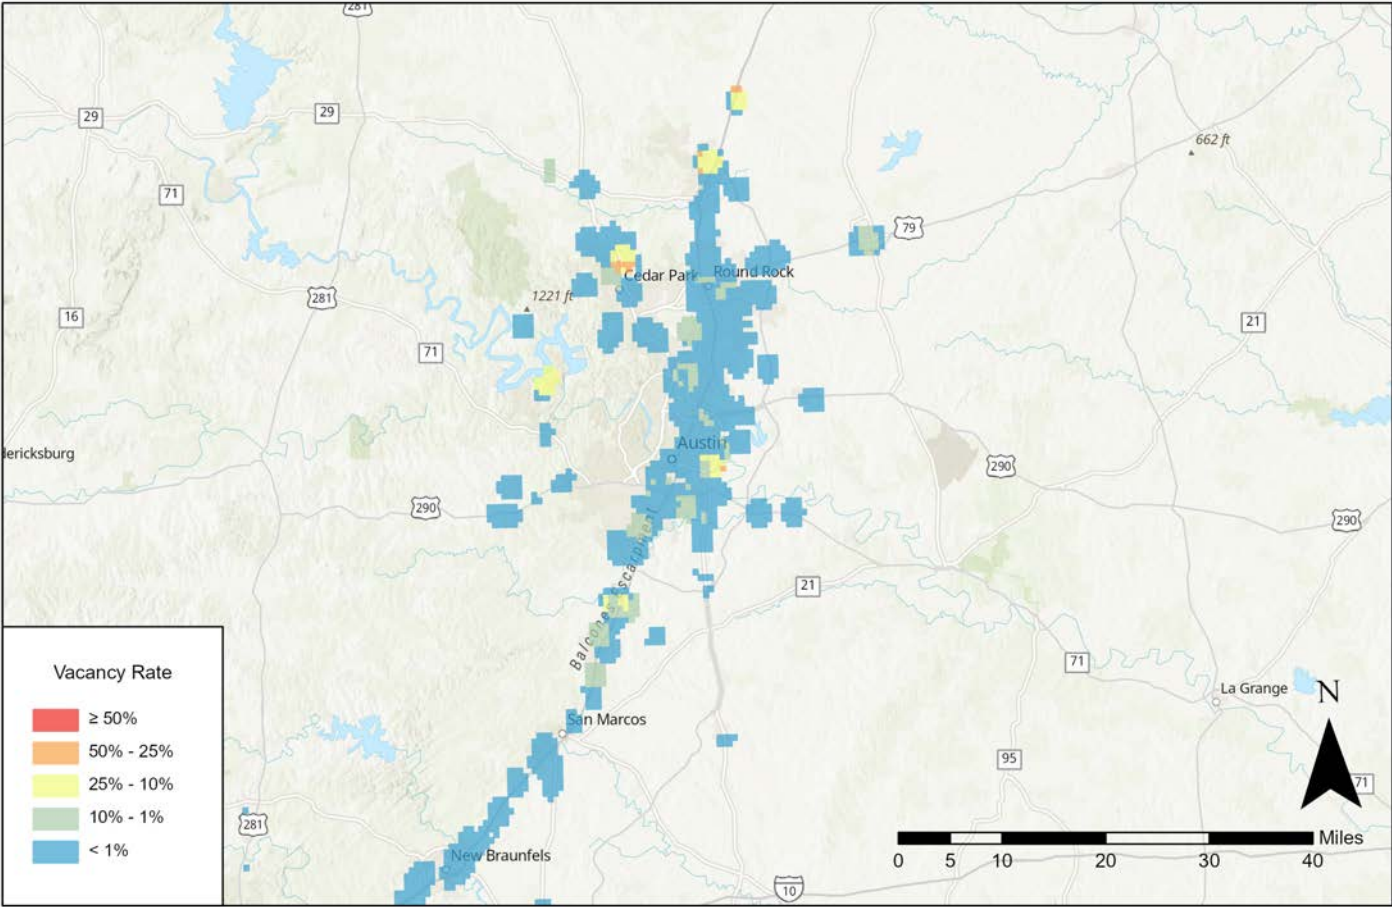 281
29
29
662 ft
71
79
Cedar Park
Round Rock
1221 ft
281
16
21
71
Austin
dericksburg
290
290
290
Balcones Escarpment
21
71
La Grange
N
San Marcos
95
71
281
New Braunfels
10
Vacancy Rate
≥ 50%
50% - 25%
25% - 10%
10% - 1%
< 1%
Miles
0 5 10 20 30 40